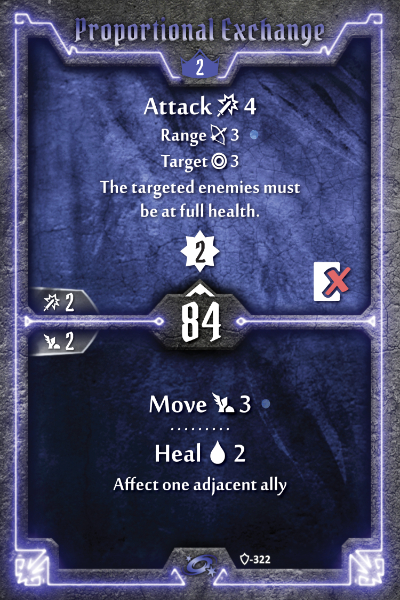 Proportional Exchange
2
Attack 4
Range 3
Target 3
The targeted enemies must
be at full health.
2
2
84
2
Move 3
Heal 2
Affect one adjacent ally
-322